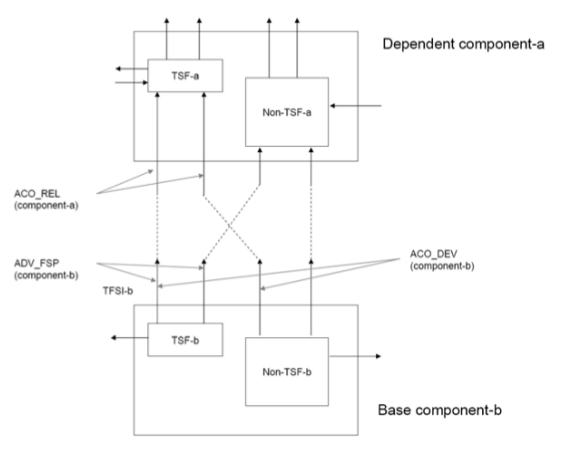 Dependent component-a
TSF-a
Non-TSF-a
ACO_REL
(component-a)
ACO_DEV
(component-b)
ADV_FSP
(component-b)
TFSI-b
TSF-b
Non-TSF-b
Base component-b